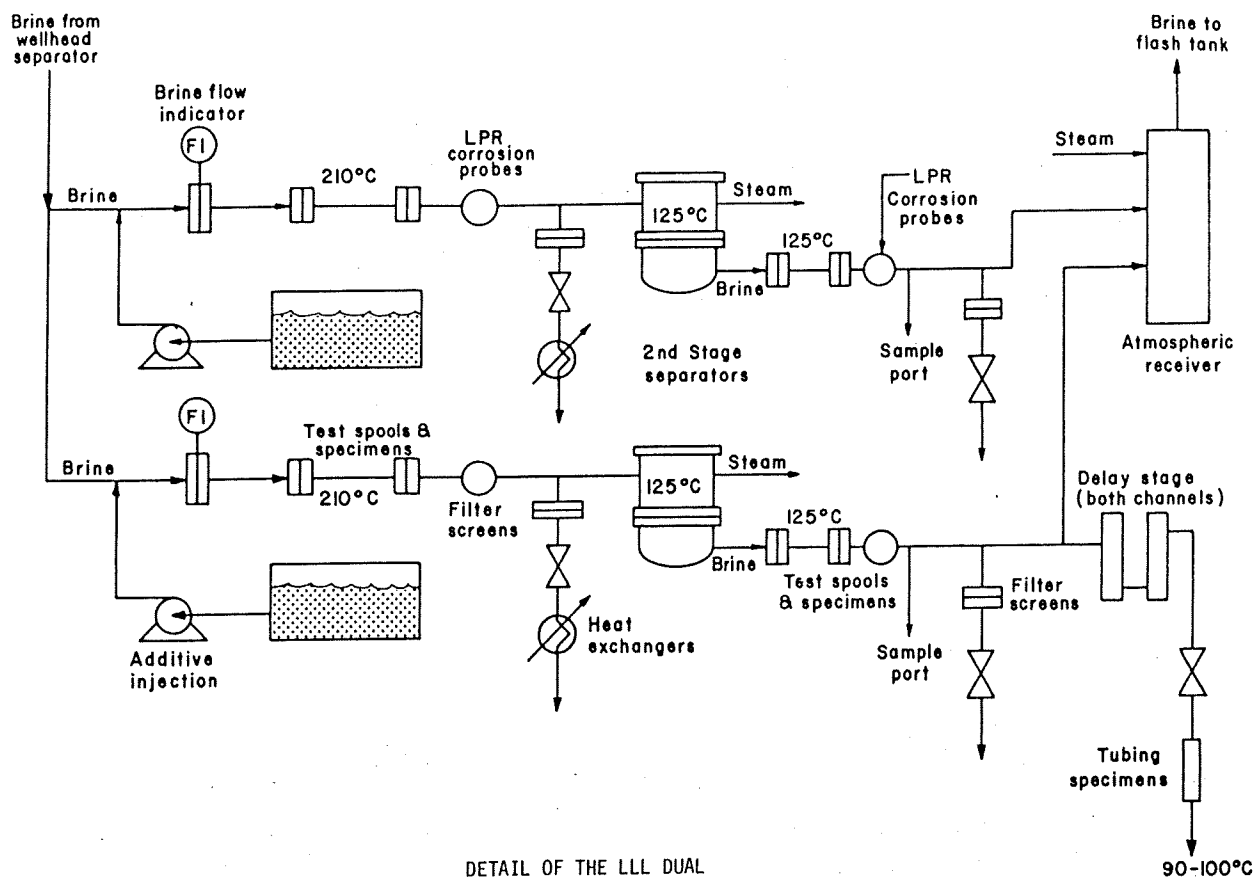 Brine from
wellhead
separator
Brine to
flash tank
Brine flow
indicator
FI
LPR
corrosion
probes
Steam
210°C
Brine
125°C
Steam
LPR
Corrosion
probes
125°C
Brine
Sample
port
Atmospheric
receiver
2nd Stage
separators
FI
Test spools &
specimens
Brine
210°C
Filter
screens
125°C
Steam
Delay stage
(both channels)
125°C
Brine
Test spools
& specimens
Filter
screens
Heat
exchangers
Sample
port
Additive
injection
Tubing
specimens
DETAIL OF THE LLL DUAL
90-100°C